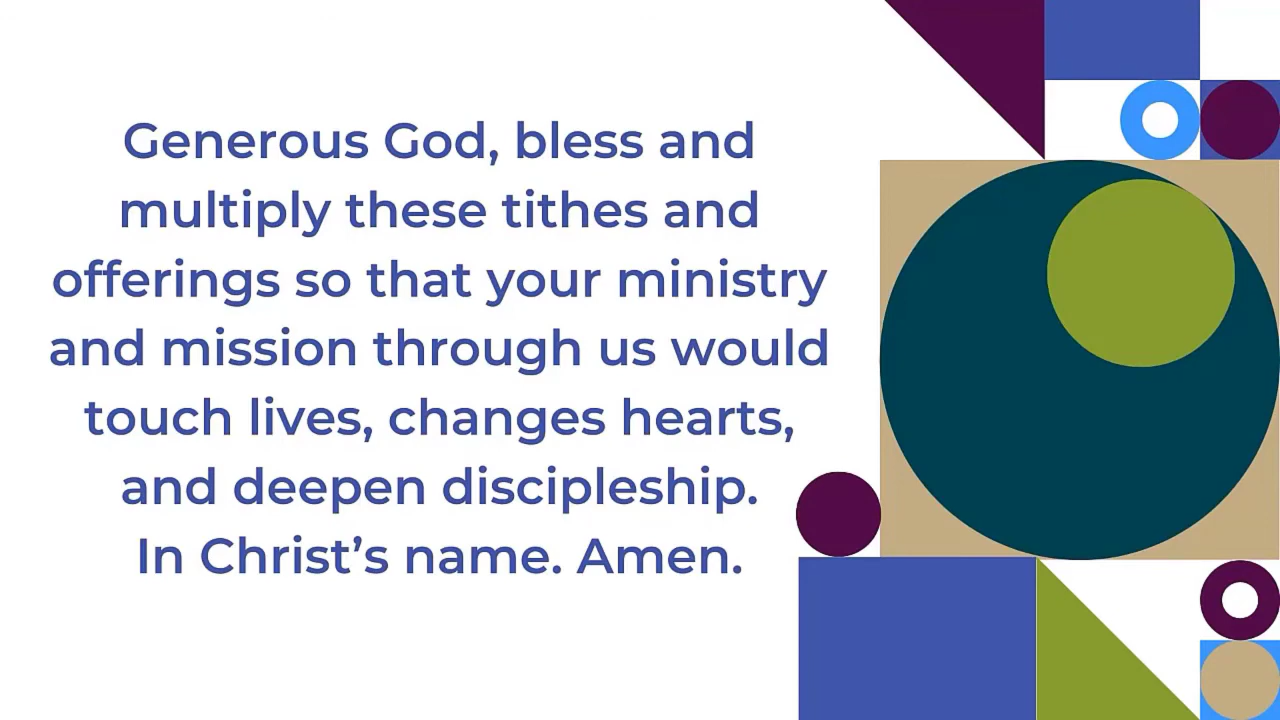 Generous God, bless and
multiply these tithes and
offerings so that your ministry
and mission through us would
touch lives, changes hearts,
and deepen discipleship.
In Christ’s name. Amen.